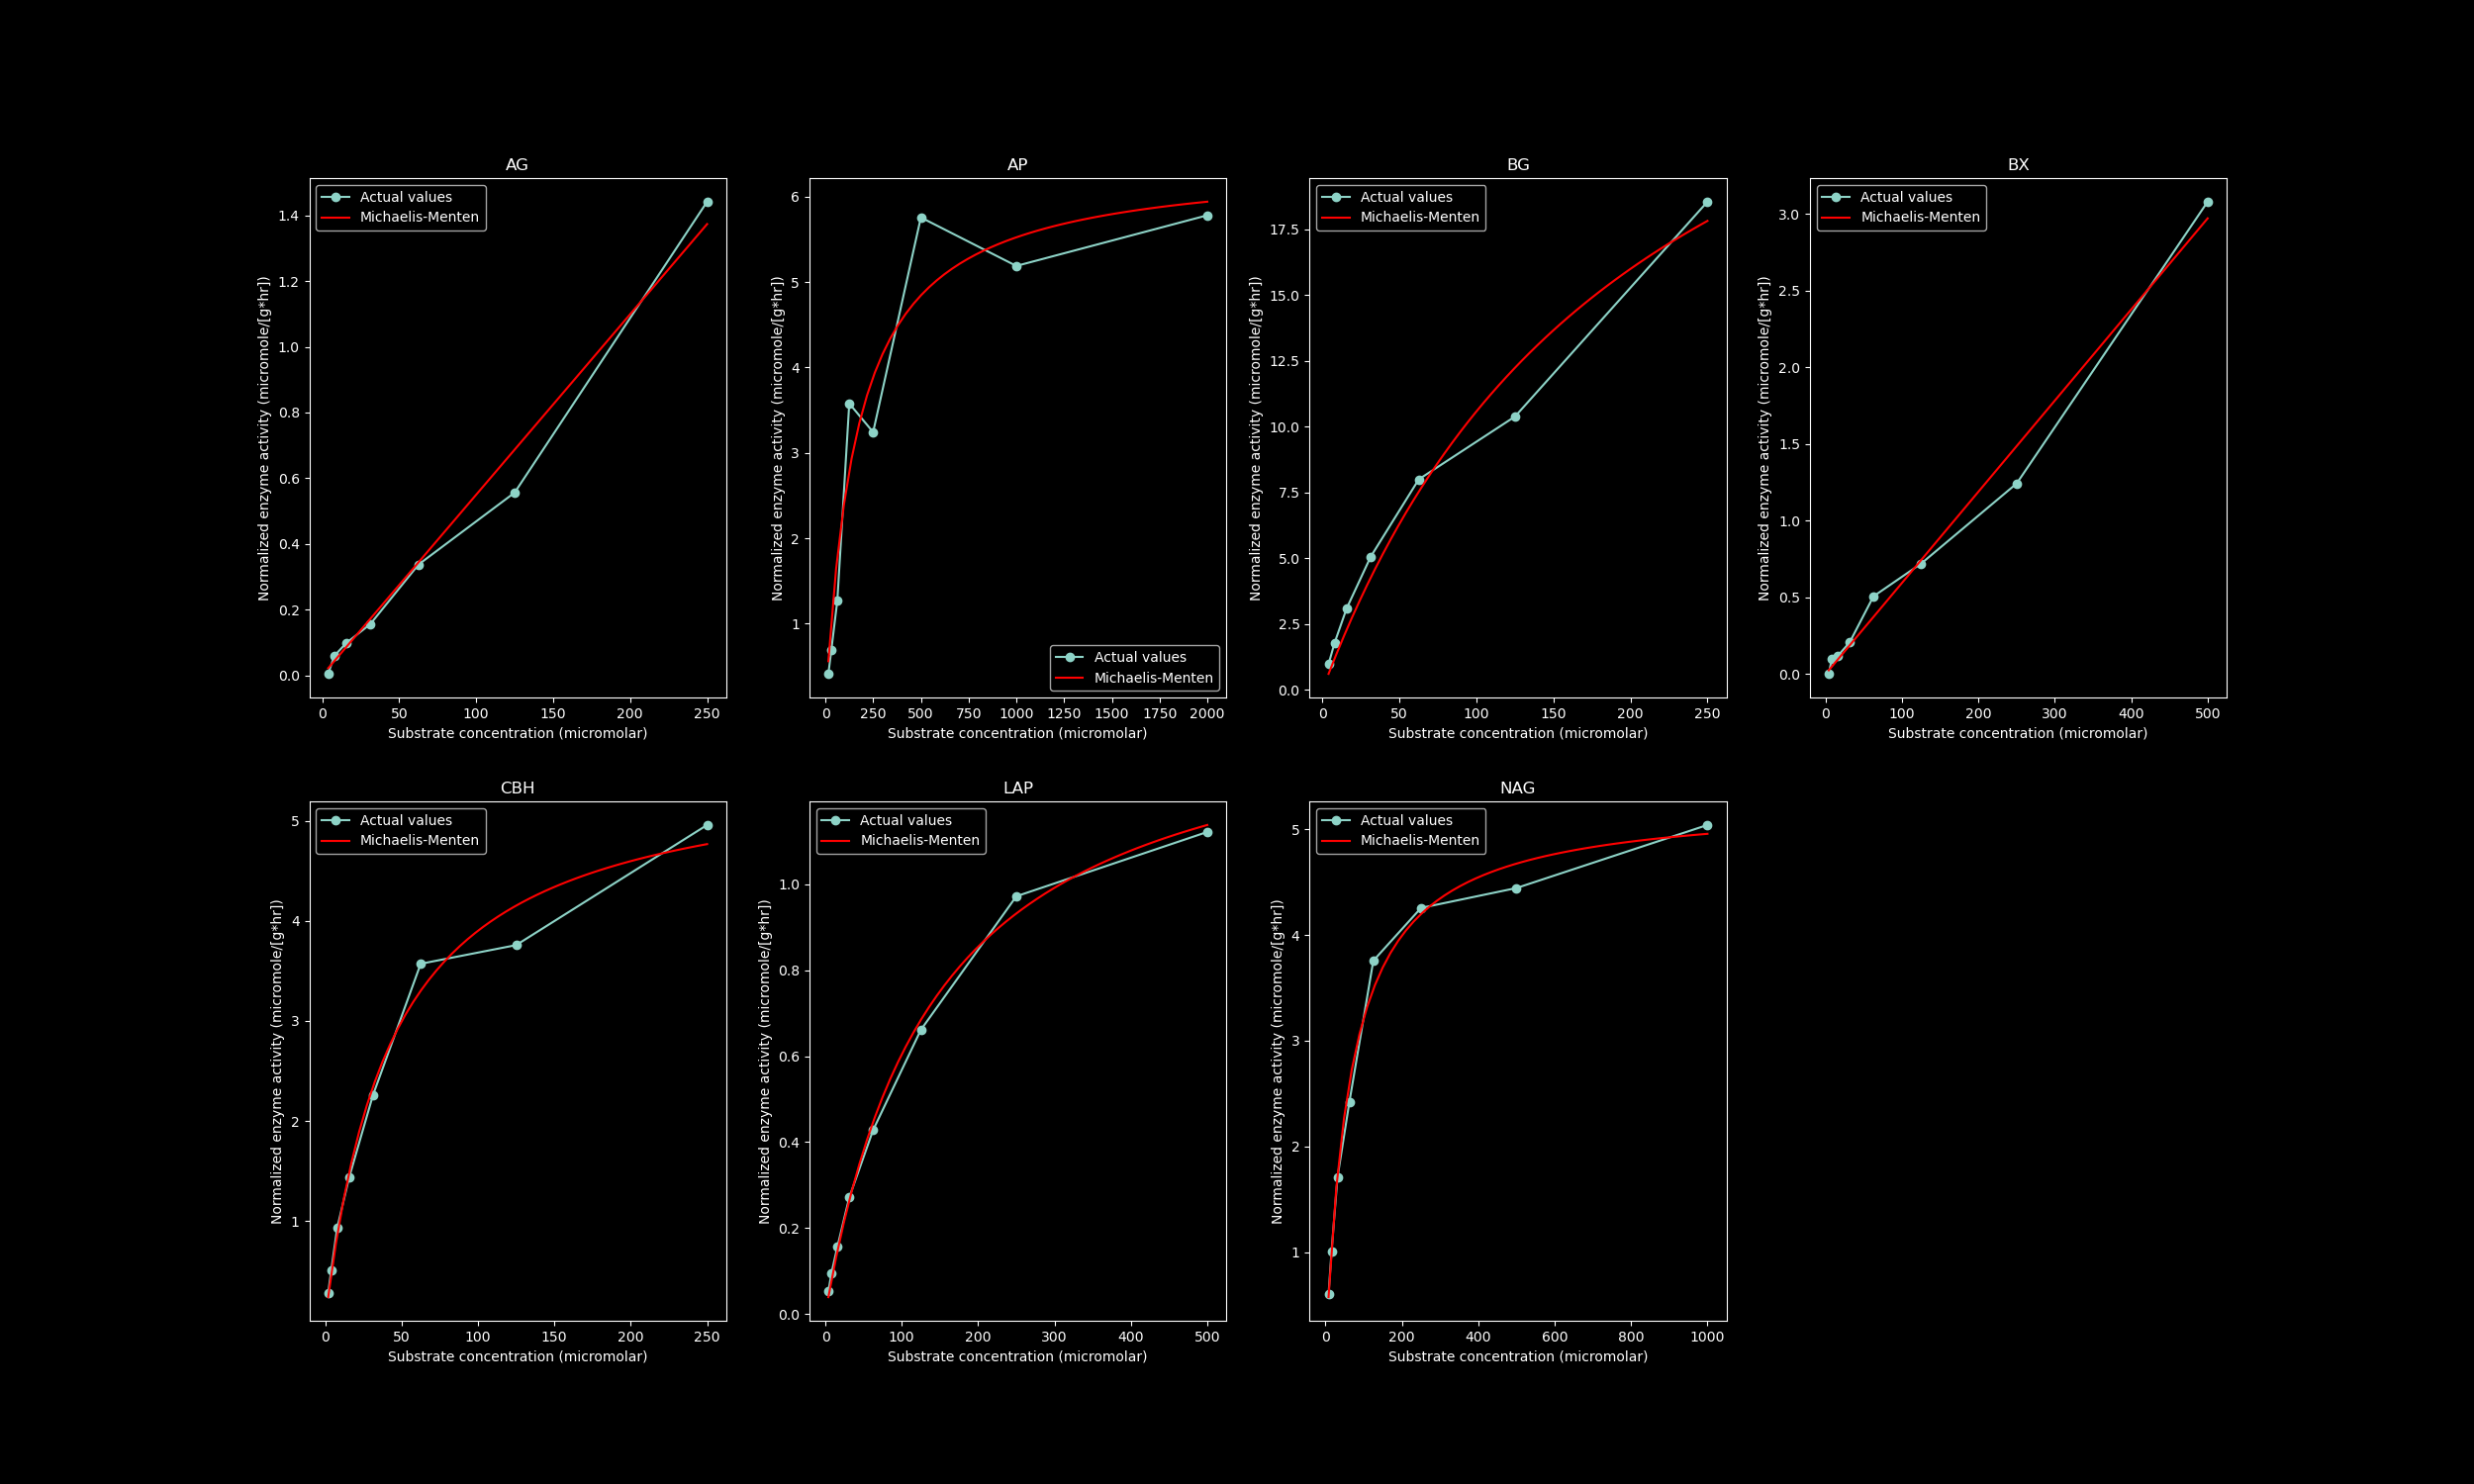 AG
Actual values
Michaelis-Menten
1.4
1.2
1.0
0.8
0.6
0.4
0.2
0.0
Normalized enzyme activity (micromole/[g*hr])
0 50 100 150 200 250
Substrate concentration (micromolar)
AP
6
5
4
3
2
1
Normalized enzyme activity (micromole/[g*hr])
Actual values
Michaelis-Menten
0 250 500 750 1000 1250 1500 1750 2000
Substrate concentration (micromolar)
BG
Actual values
Michaelis-Menten
17.5
15.0
12.5
10.0
7.5
5.0
2.5
0.0
Normalized enzyme activity (micromole/[g*hr])
0 50 100 150 200 250
Substrate concentration (micromolar)
BX
Actual values
Michaelis-Menten
3.0
2.5
2.0
1.5
1.0
0.5
0.0
Normalized enzyme activity (micromole/[g*hr])
0 100 200 300 400 500
Substrate concentration (micromolar)
CBH
Actual values
Michaelis-Menten
5
4
3
2
1
Normalized enzyme activity (micromole/[g*hr])
0 50 100 150 200 250
Substrate concentration (micromolar)
LAP
Actual values
Michaelis-Menten
1.0
0.8
0.6
0.4
0.2
0.0
Normalized enzyme activity (micromole/[g*hr])
0 100 200 300 400 500
Substrate concentration (micromolar)
NAG
Actual values
Michaelis-Menten
5
4
3
2
1
Normalized enzyme activity (micromole/[g*hr])
0 200 400 600 800 1000
Substrate concentration (micromolar)